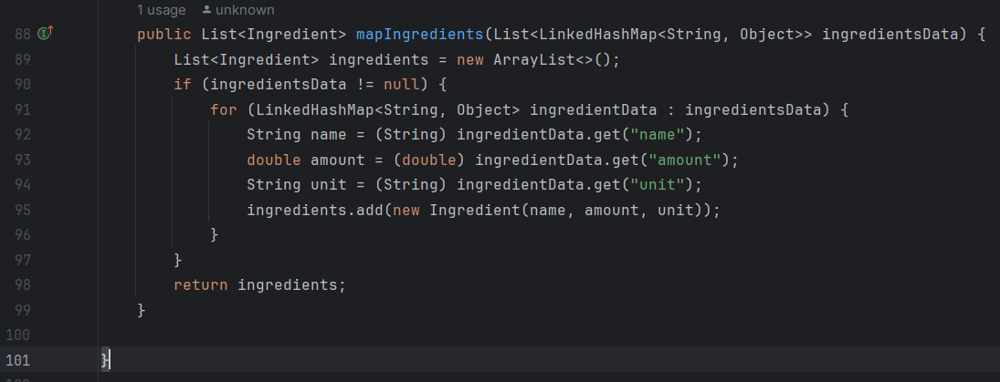 1 usage unknown
88 public List<Ingredient> mapIngredients(List<LinkedHashMap<String, Object>> ingredientsData) {
89 List<Ingredient> ingredients = new ArrayList<>();
90 if (ingredientsData != null) {
91 for (LinkedHashMap<String, Object> ingredientData : ingredientsData) {
92 String name = (String) ingredientData.get("name");
93 double amount = (double) ingredientData.get("amount");
94 String unit = (String) ingredientData.get("unit");
95 ingredients.add(new Ingredient(name, amount, unit));
96 }
97 }
98 return ingredients;
99 }
100
101 }